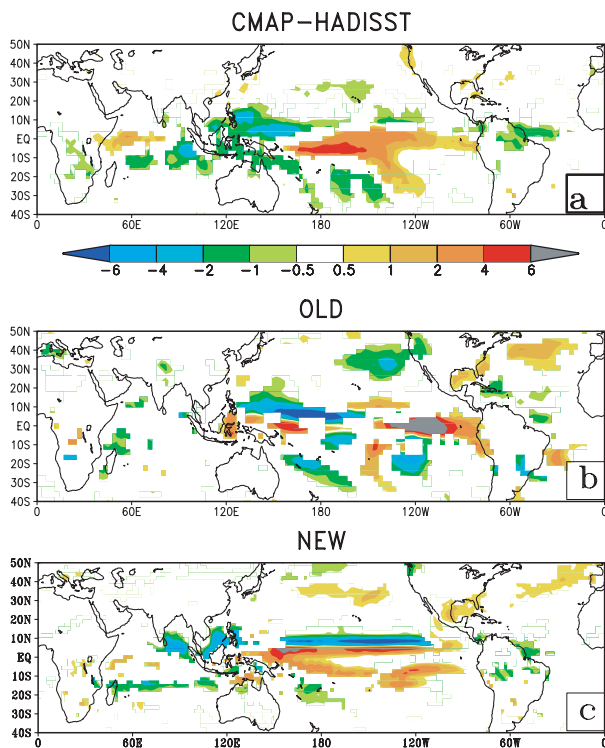 CMAP-HADISST
50N
40N
30N
20N
10N
EQ
10S
20S
30S
40S
0 60E 120E 180 120W 60W 0
a
-6 -4 -2 -1 -0.5 0.5 1 2 4 6
OLD
50N
40N
30N
20N
10N
EQ
10S
20S
30S
40S
0 60E 120E 180 120W 60W 0
b
NEW
50N
40N
30N
20N
10N
EQ
10S
20S
30S
40S
0 60E 120E 180 120W 60W 0
c